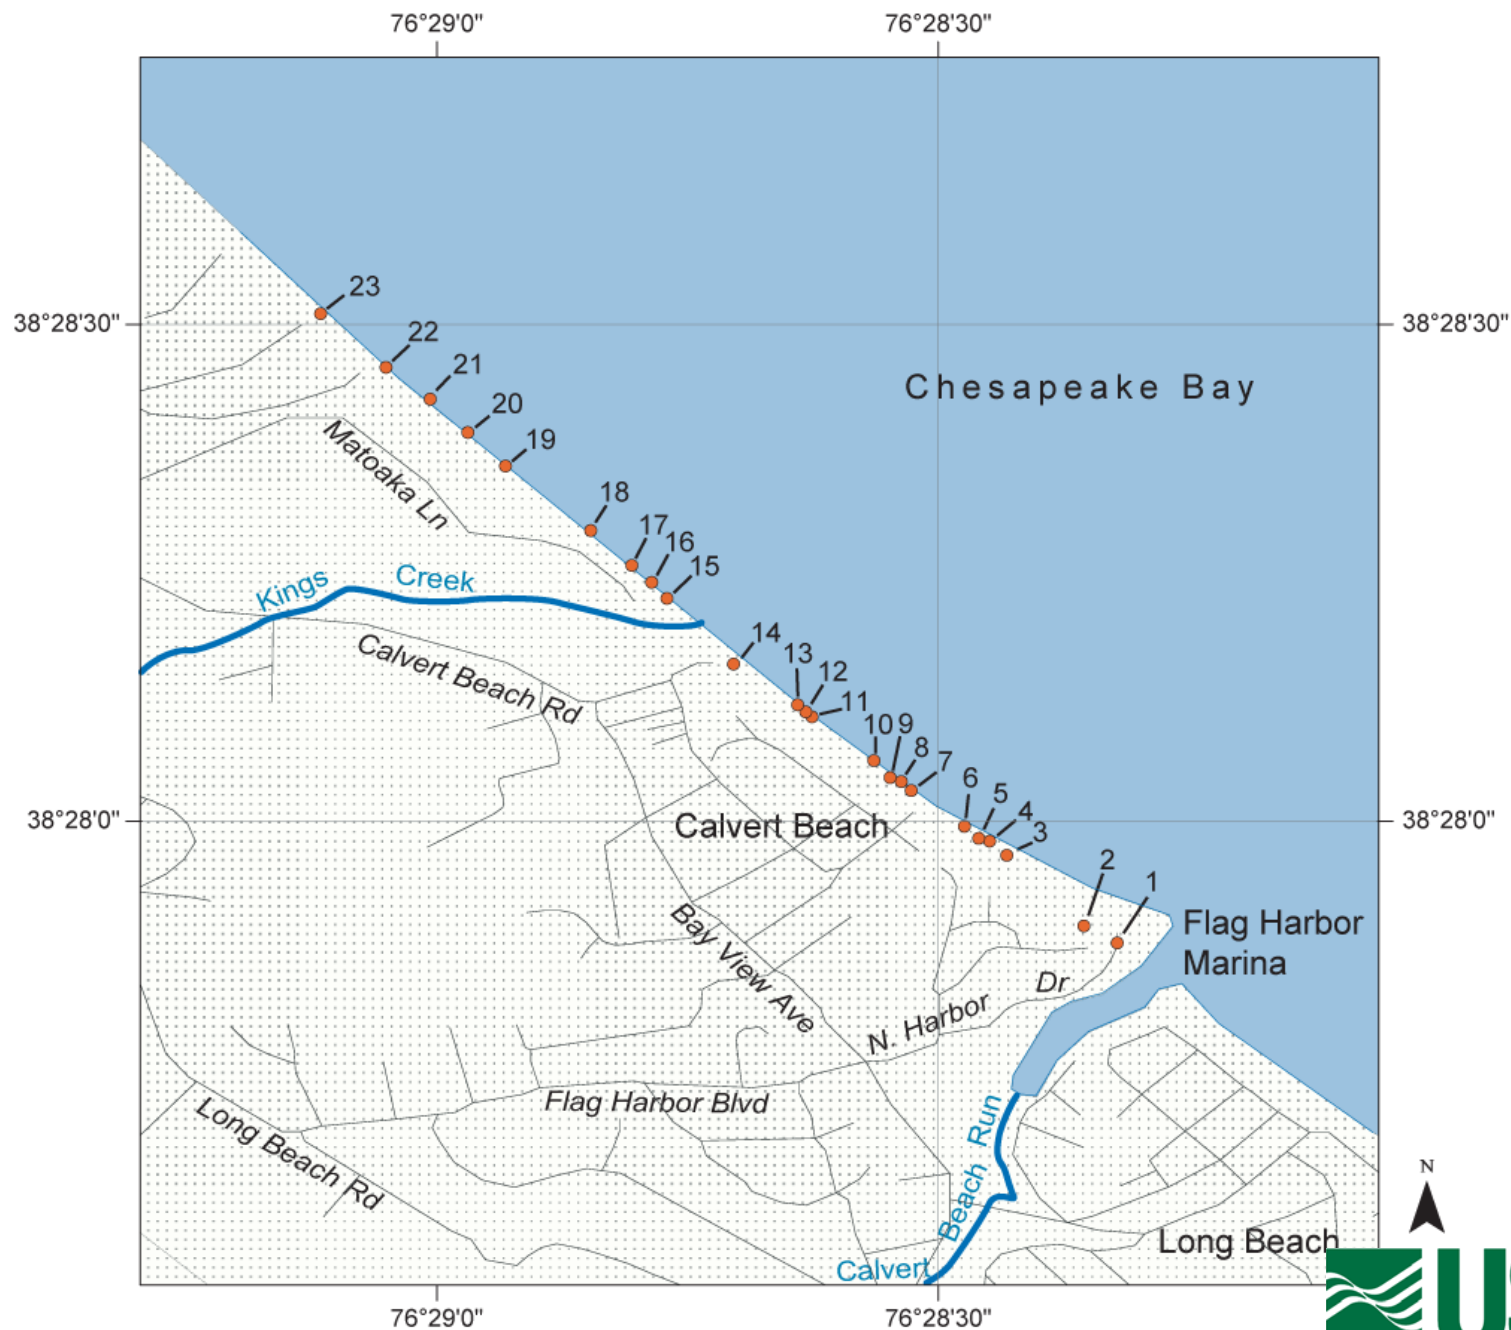 76°29'0" 76°28'30"
23
38°28'30" 38°28'30"
22
21
Chesapeake Bay
20
19
Matoaka Ln
18
17
16
15
Kings Creek
14
13
12
11
Calvert Beach Rd
10
9
8
7
6
5
4
3
38°28'0" 38°28'0"
Calvert Beach
2
1
Flag Harbor
Marina
Bay View Ave
N. Harbor Dr
Flag Harbor Blvd
Long Beach Rd
Calvert Beach Run
N
Long Beach
76°29'0" 76°28'30"